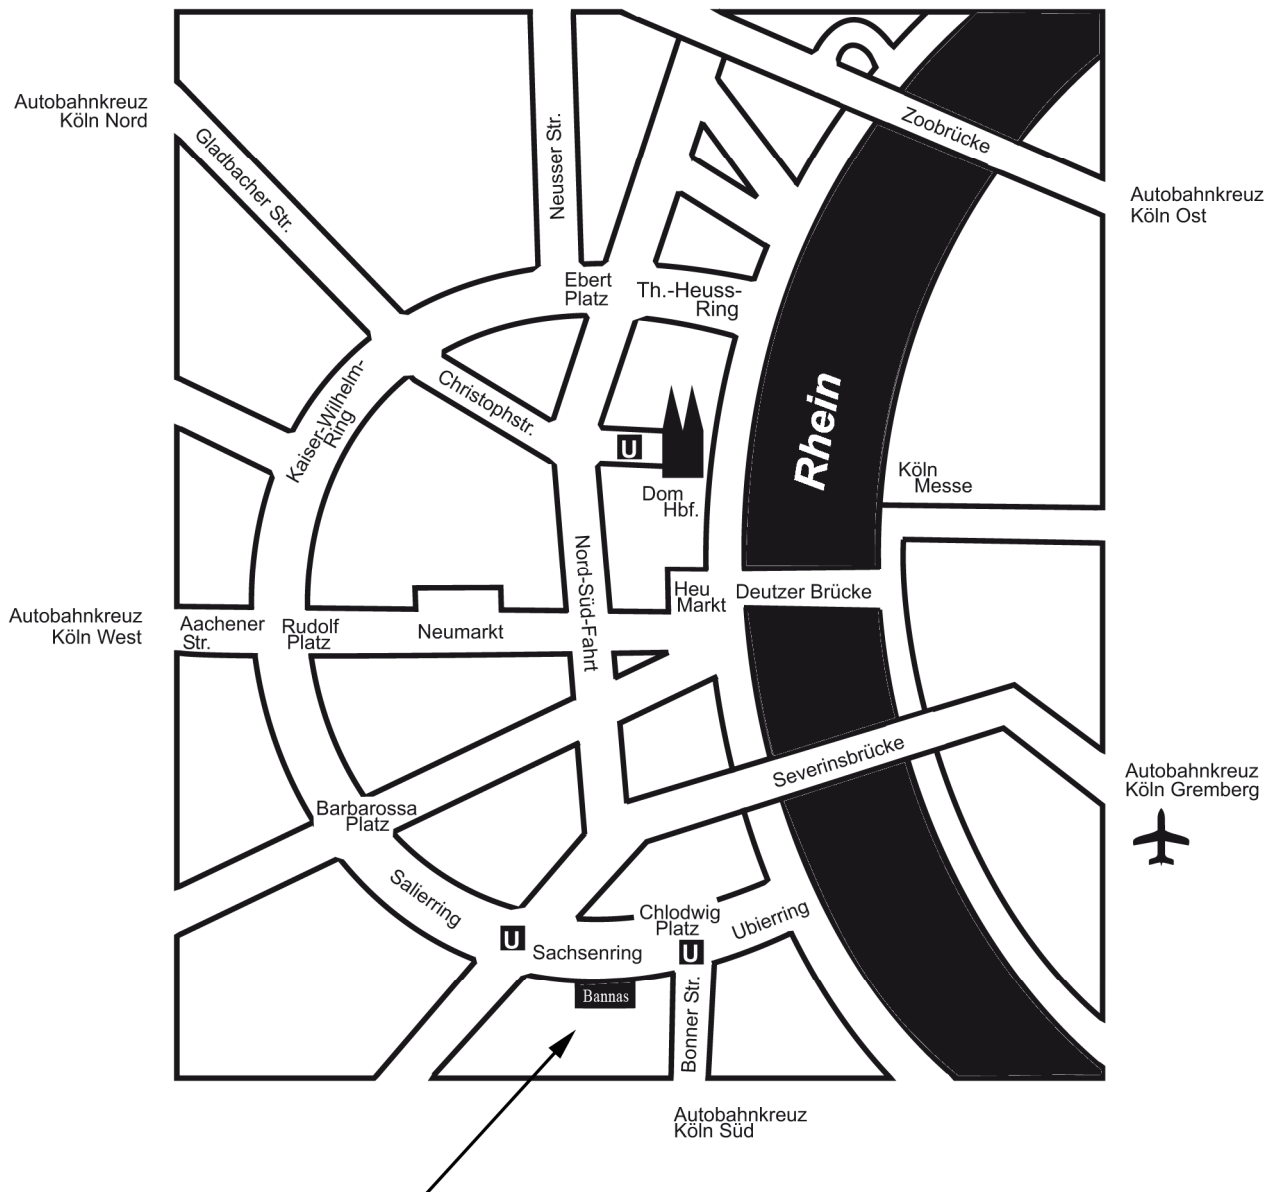 Autobahnkreuz
Köln Nord
Gladbacher Str.
Neusser Str.
Zoobrücke
Autobahnkreuz
Köln Ost
Ebert
Platz
Th.-Heuss-
Ring
Kaiser-Wilhelm-
Ring
Christophstr.
U
Rhein
Dom
Hbf.
Köln
Messe
Nord-Süd-Fahrt
Heu
Markt
Deutzer Brücke
Autobahnkreuz
Köln West
Aachener
Str.
Rudolf
Platz
Neumarkt
Severinsbrücke
Autobahnkreuz
Köln Gremberg
Barbarossa
Platz
Salierring
U
Sachsenring
Chlodwig
Platz
U
Ubierring
Bannas
Bonner Str.
Autobahnkreuz
Köln Süd